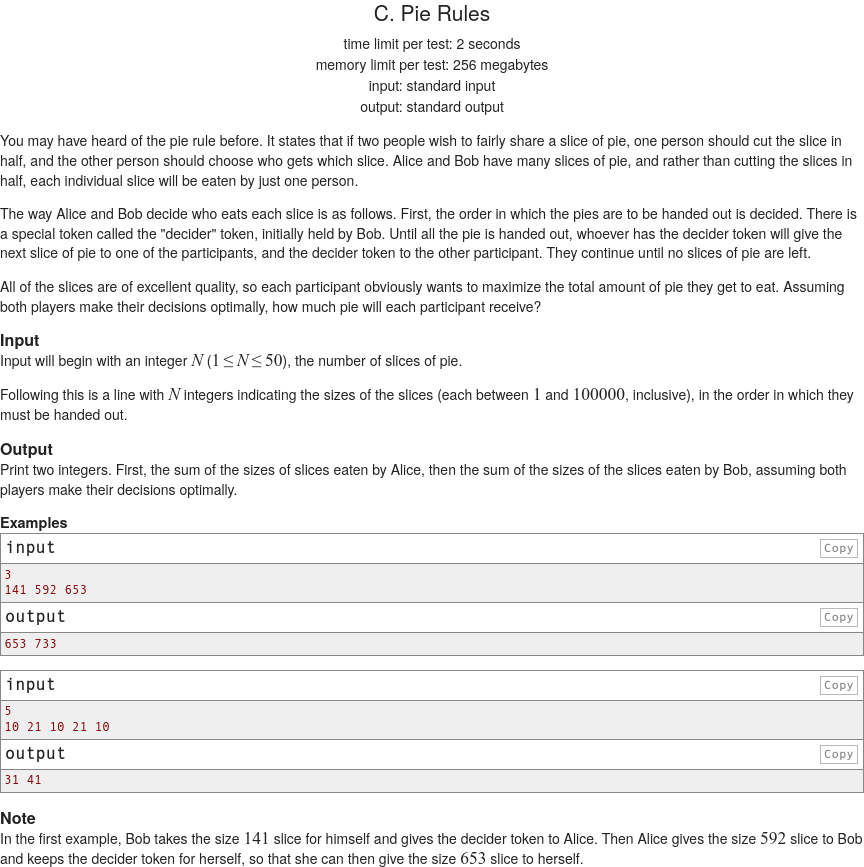 C. Pie Rules
time limit per test: 2 seconds
memory limit per test: 256 megabytes
input: standard input
output: standard output
You may have heard of the pie rule before. It states that if two people wish to fairly share a slice of pie, one person should cut the slice in
half, and the other person should choose who gets which slice. Alice and Bob have many slices of pie, and rather than cutting the slices in
half, each individual slice will be eaten by just one person.
The way Alice and Bob decide who eats each slice is as follows. First, the order in which the pies are to be handed out is decided. There is
a special token called the "decider" token, initially held by Bob. Until all the pie is handed out, whoever has the decider token will give the
next slice of pie to one of the participants, and the decider token to the other participant. They continue until no slices of pie are left.
All of the slices are of excellent quality, so each participant obviously wants to maximize the total amount of pie they get to eat. Assuming
both players make their decisions optimally, how much pie will each participant receive?
Input
Input will begin with an integer N (1 ≤ N ≤ 50), the number of slices of pie.
Following this is a line with N integers indicating the sizes of the slices (each between 1 and 100000, inclusive), in the order in which they
must be handed out.
Output
Print two integers. First, the sum of the sizes of slices eaten by Alice, then the sum of the sizes of the slices eaten by Bob, assuming both
players make their decisions optimally.
Examples
input Copy
3
141 592 653
output Copy
653 733
input Copy
5
10 21 10 21 10
output Copy
31 41
Note
In the first example, Bob takes the size 141 slice for himself and gives the decider token to Alice. Then Alice gives the size 592 slice to Bob
and keeps the decider token for herself, so that she can then give the size 653 slice to herself.